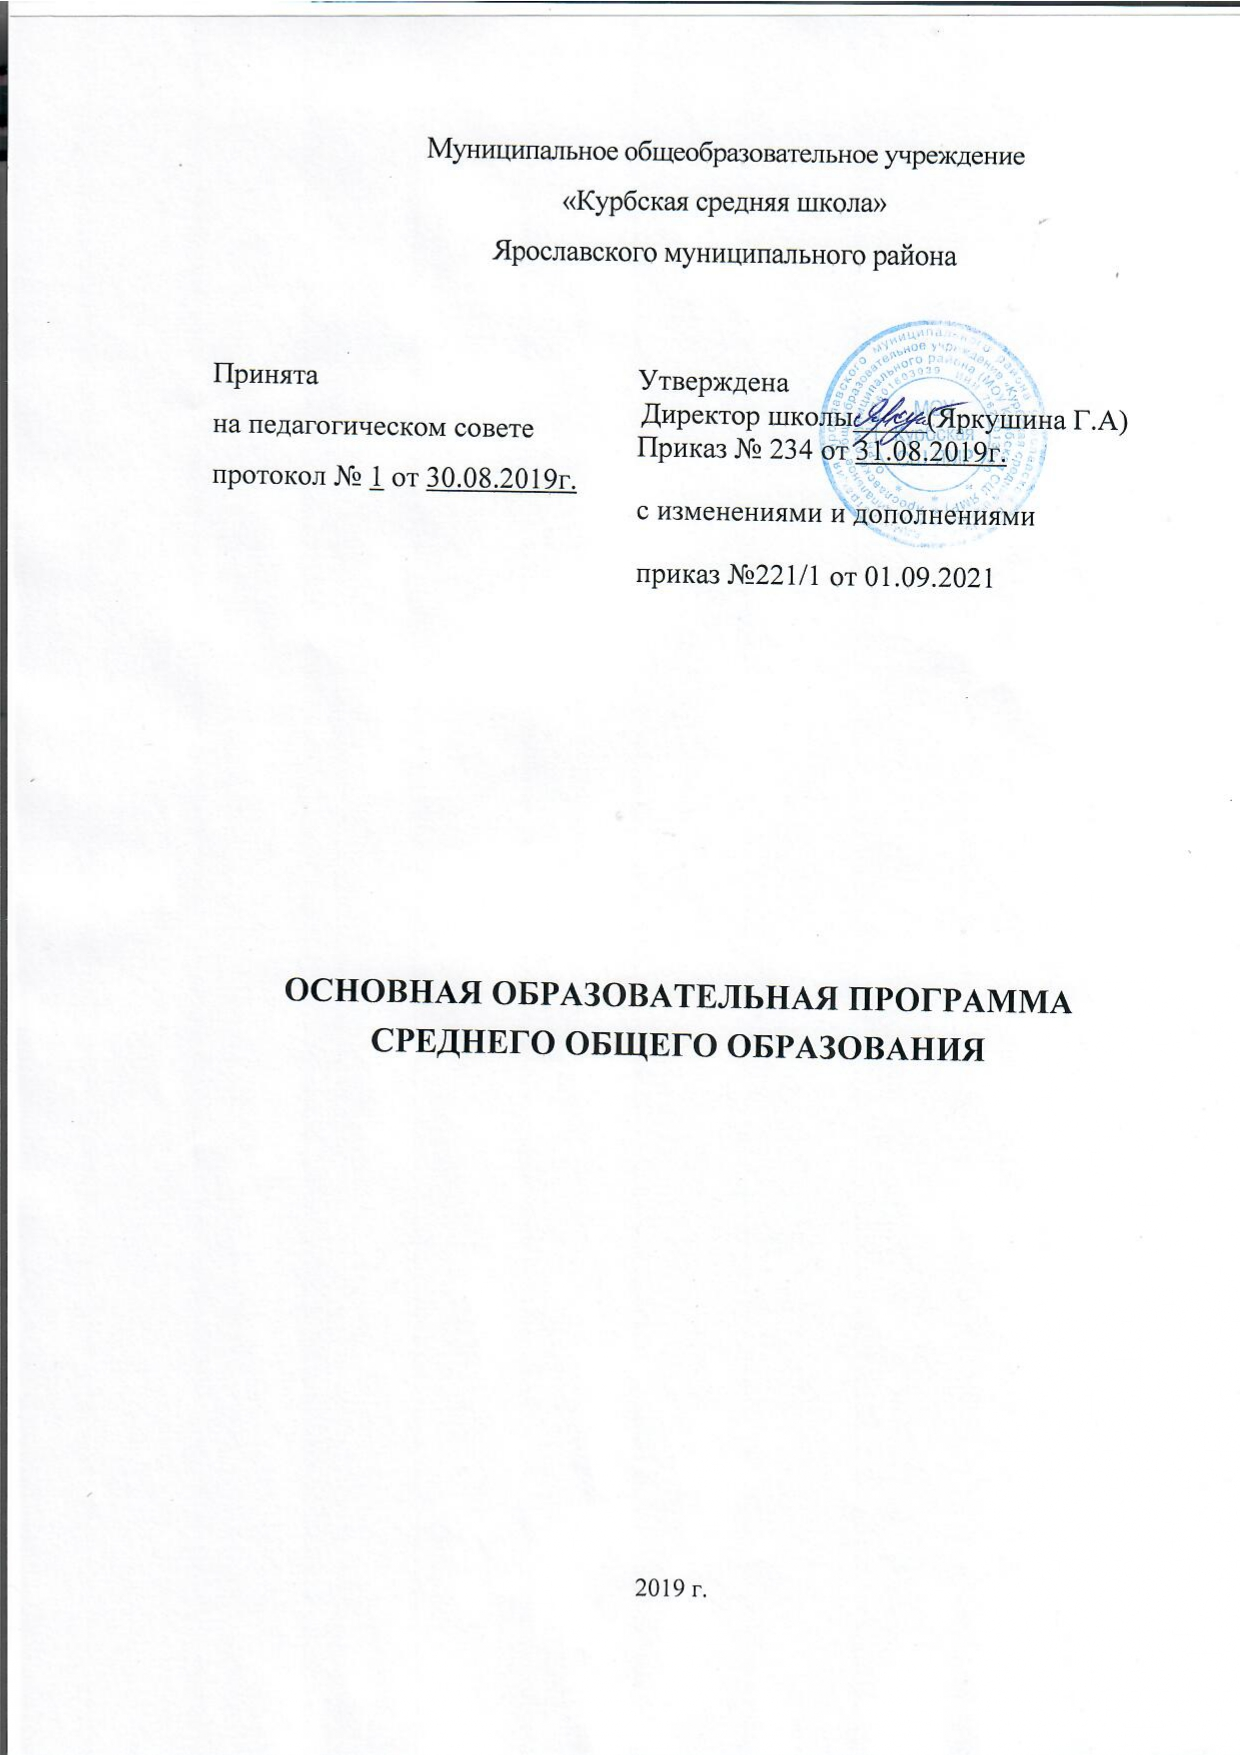 Муниципальное общеобразовательное учреждение
«Курбская средняя школа»
Ярославского муниципального района
Принята
на педагогическом совете
протокол № 1 от 30.08.2019г.
Утверждена
Директор школы (Яркушина Г.А)
Приказ № 234 от 31.08.2019г.
с изменениями и дополнениями
приказ №221/1 от 01.09.2021
МОУ
Курбская
ОСНОВНАЯ ОБРАЗОВАТЕЛЬНАЯ ПРОГРАММА
СРЕДНЕГО ОБЩЕГО ОБРАЗОВАНИЯ
2019 г.